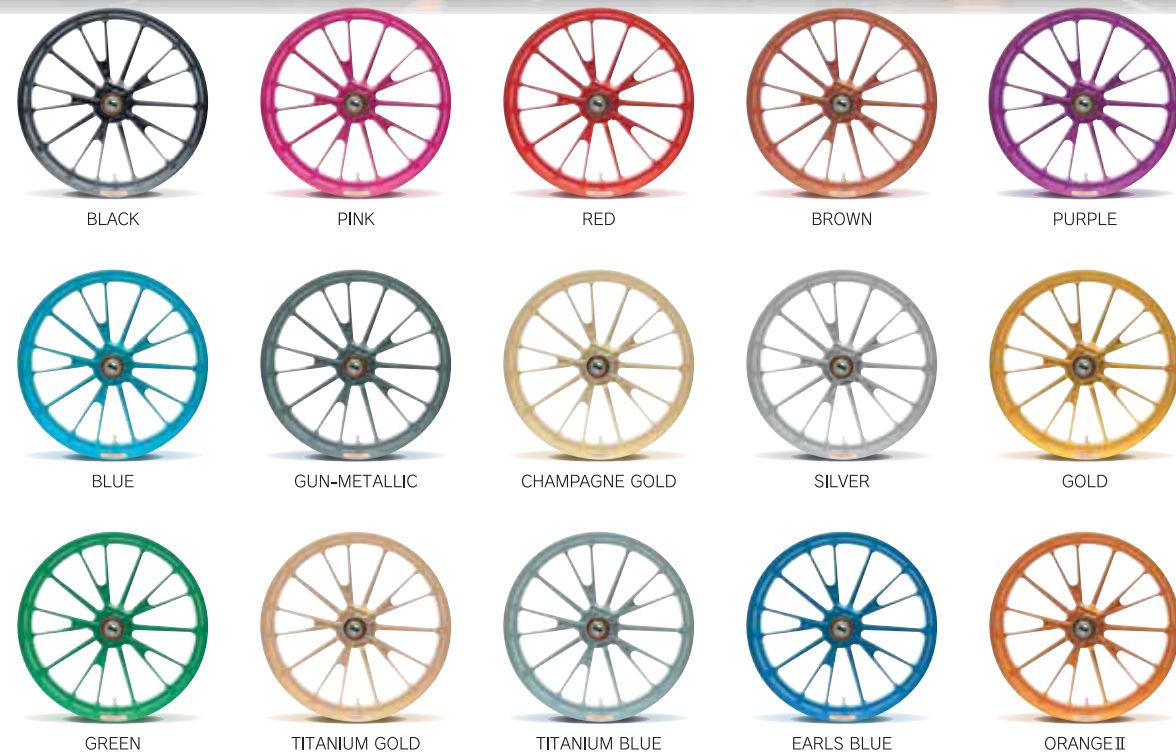 BLACK
PINK
RED
BROWN
PURPLE
BLUE
GUN-METALLIC
CHAMPAGNE GOLD
SILVER
GOLD
GREEN
TITANIUM GOLD
TITANIUM BLUE
EARLS BLUE
ORANGEⅡ